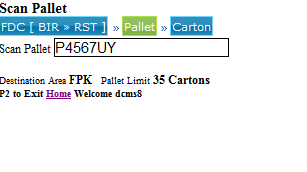 Scan Pallet
FDC [ BIR » RST ] » Pallet » Carton
Scan Pallet P4567UY
Destination Area FPK Pallet Limit 35 Cartons
P2 to Exit Home Welcome dcms8